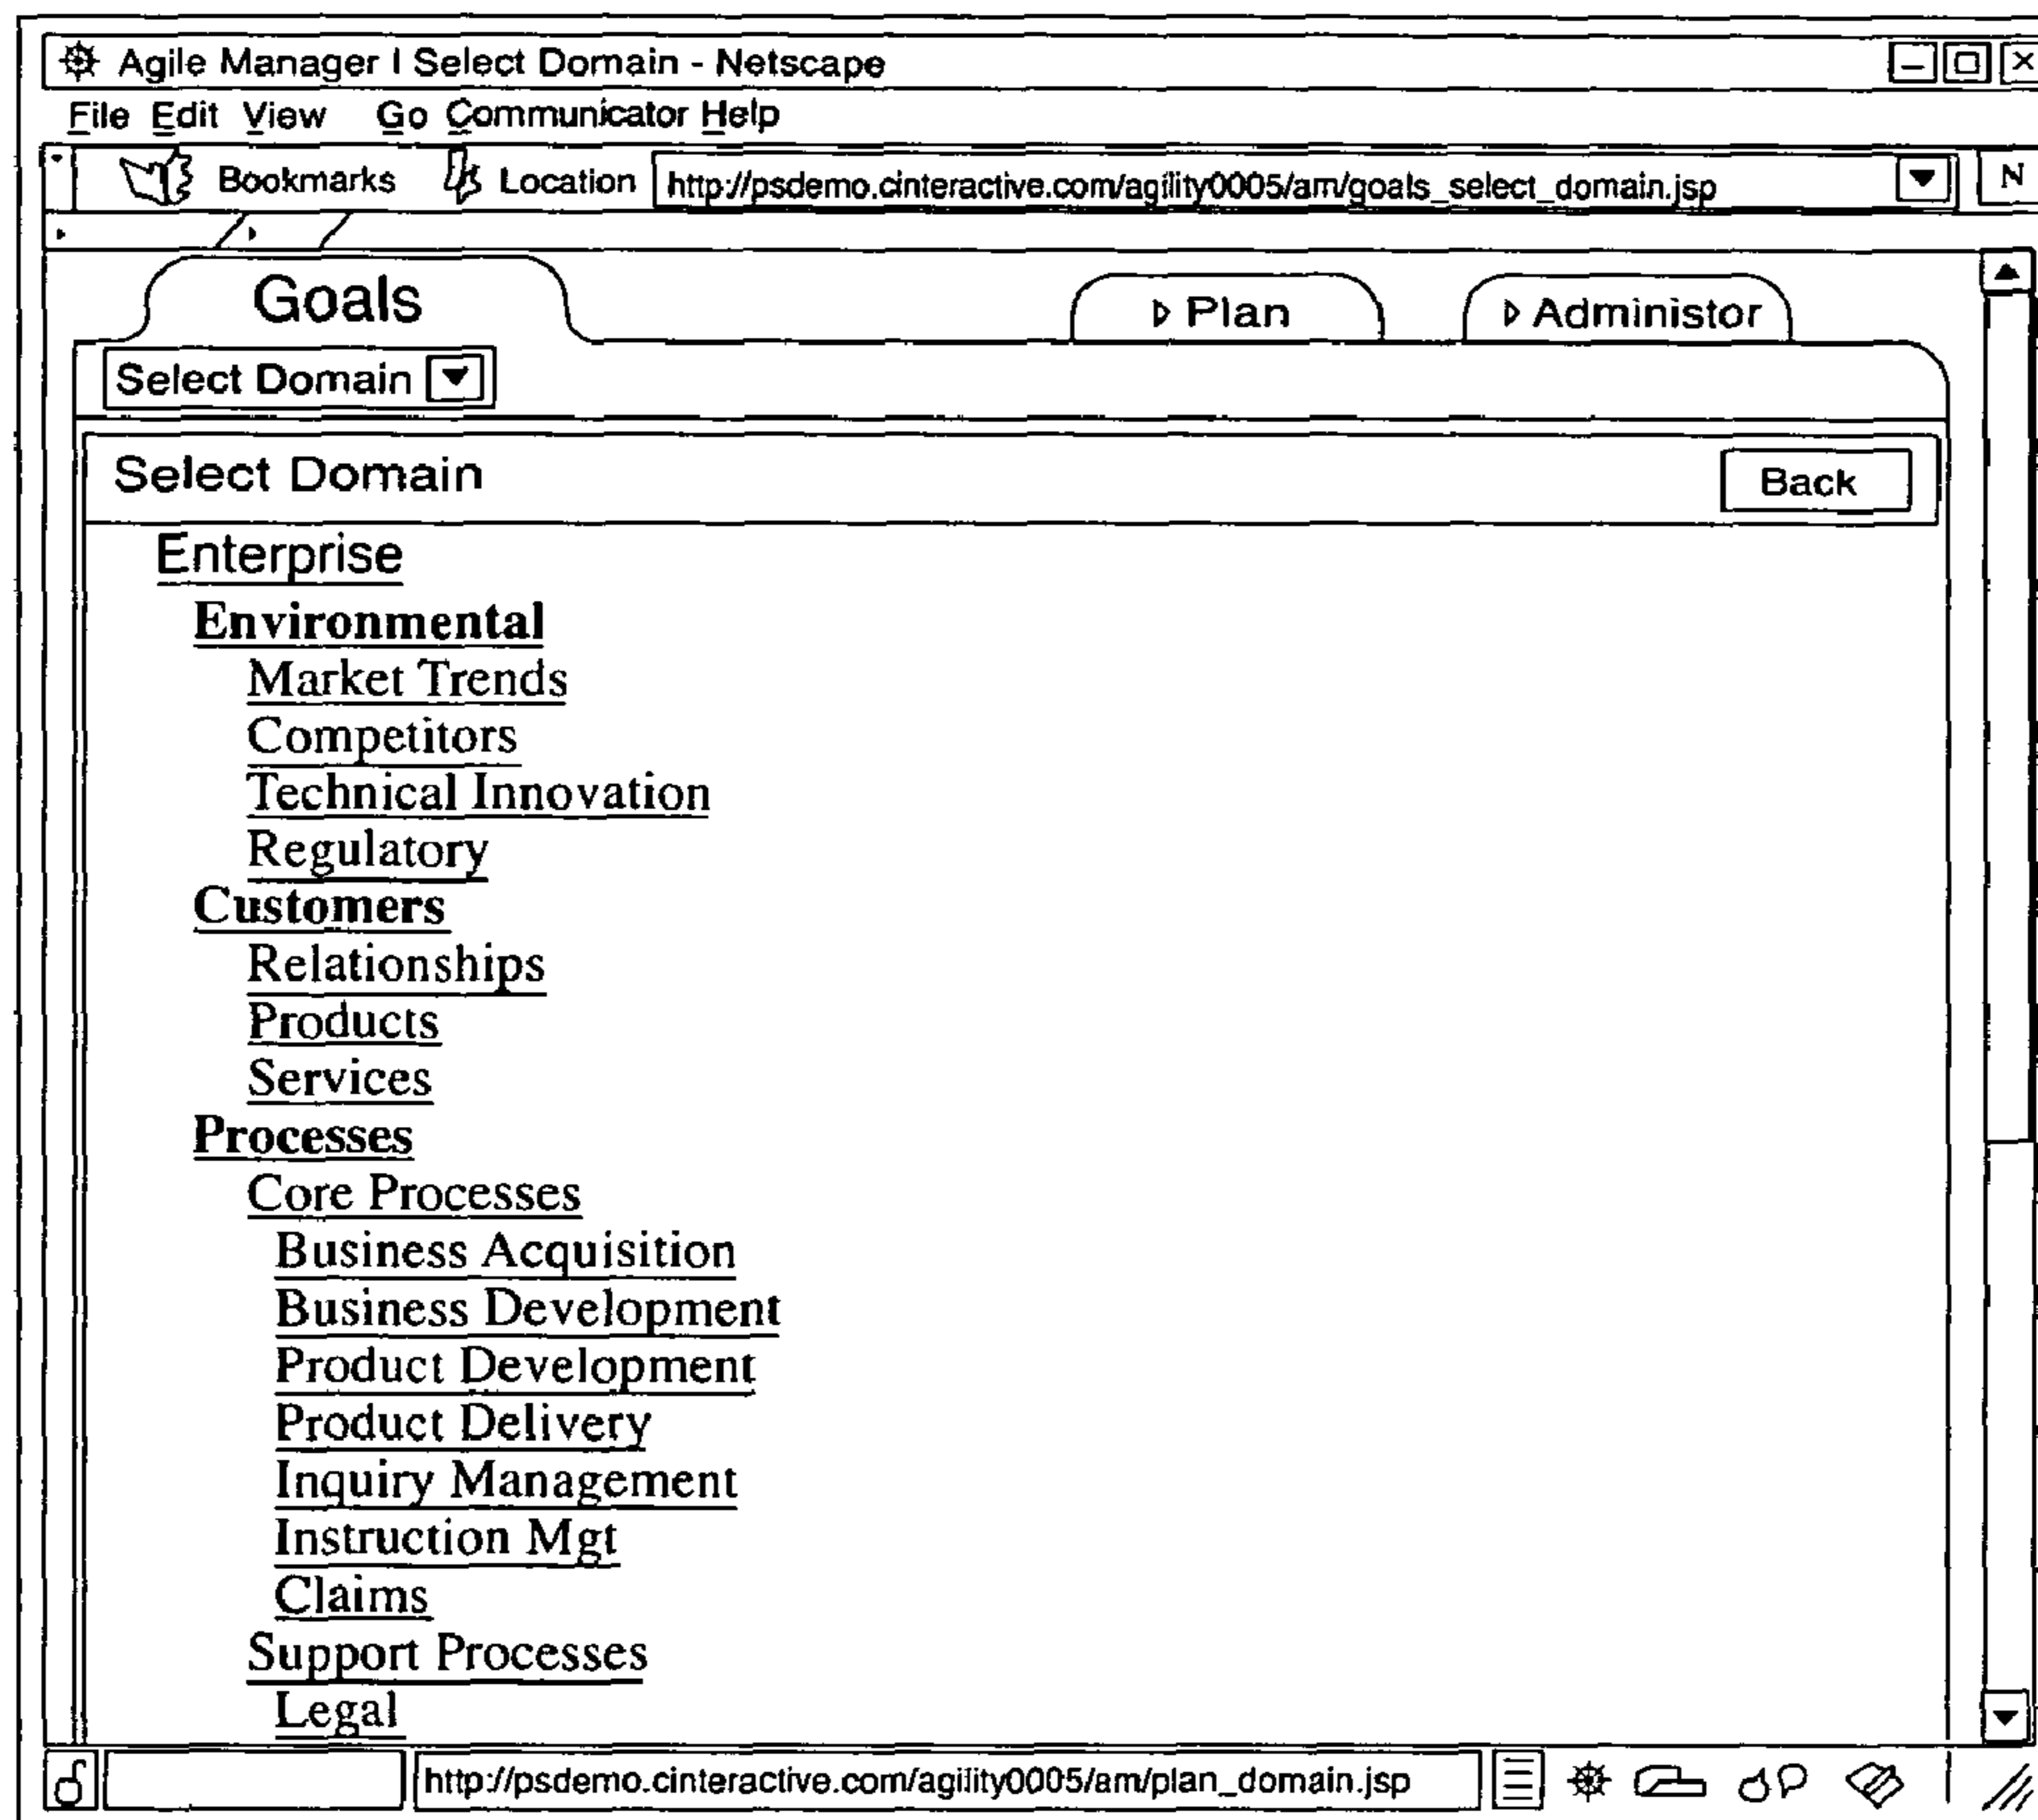 Agile Manager | Select Domain - Netscape
File Edit View Go Communicator Help
Bookmarks Location http://psdemo.cinteractive.com/agility0005/am/goals_select_domain.jsp N
Goals Plan Administor
Select Domain
Select Domain Back
Enterprise
Environmental
Market Trends
Competitors
Technical Innovation
Regulatory
Customers
Relationships
Products
Services
Processes
Core Processes
Business Acquisition
Business Development
Product Development
Product Delivery
Inquiry Management
Instruction Mgt
Claims
Support Processes
Legal
http://psdemo.cinteractive.com/agility0005/am/plan_domain.jsp